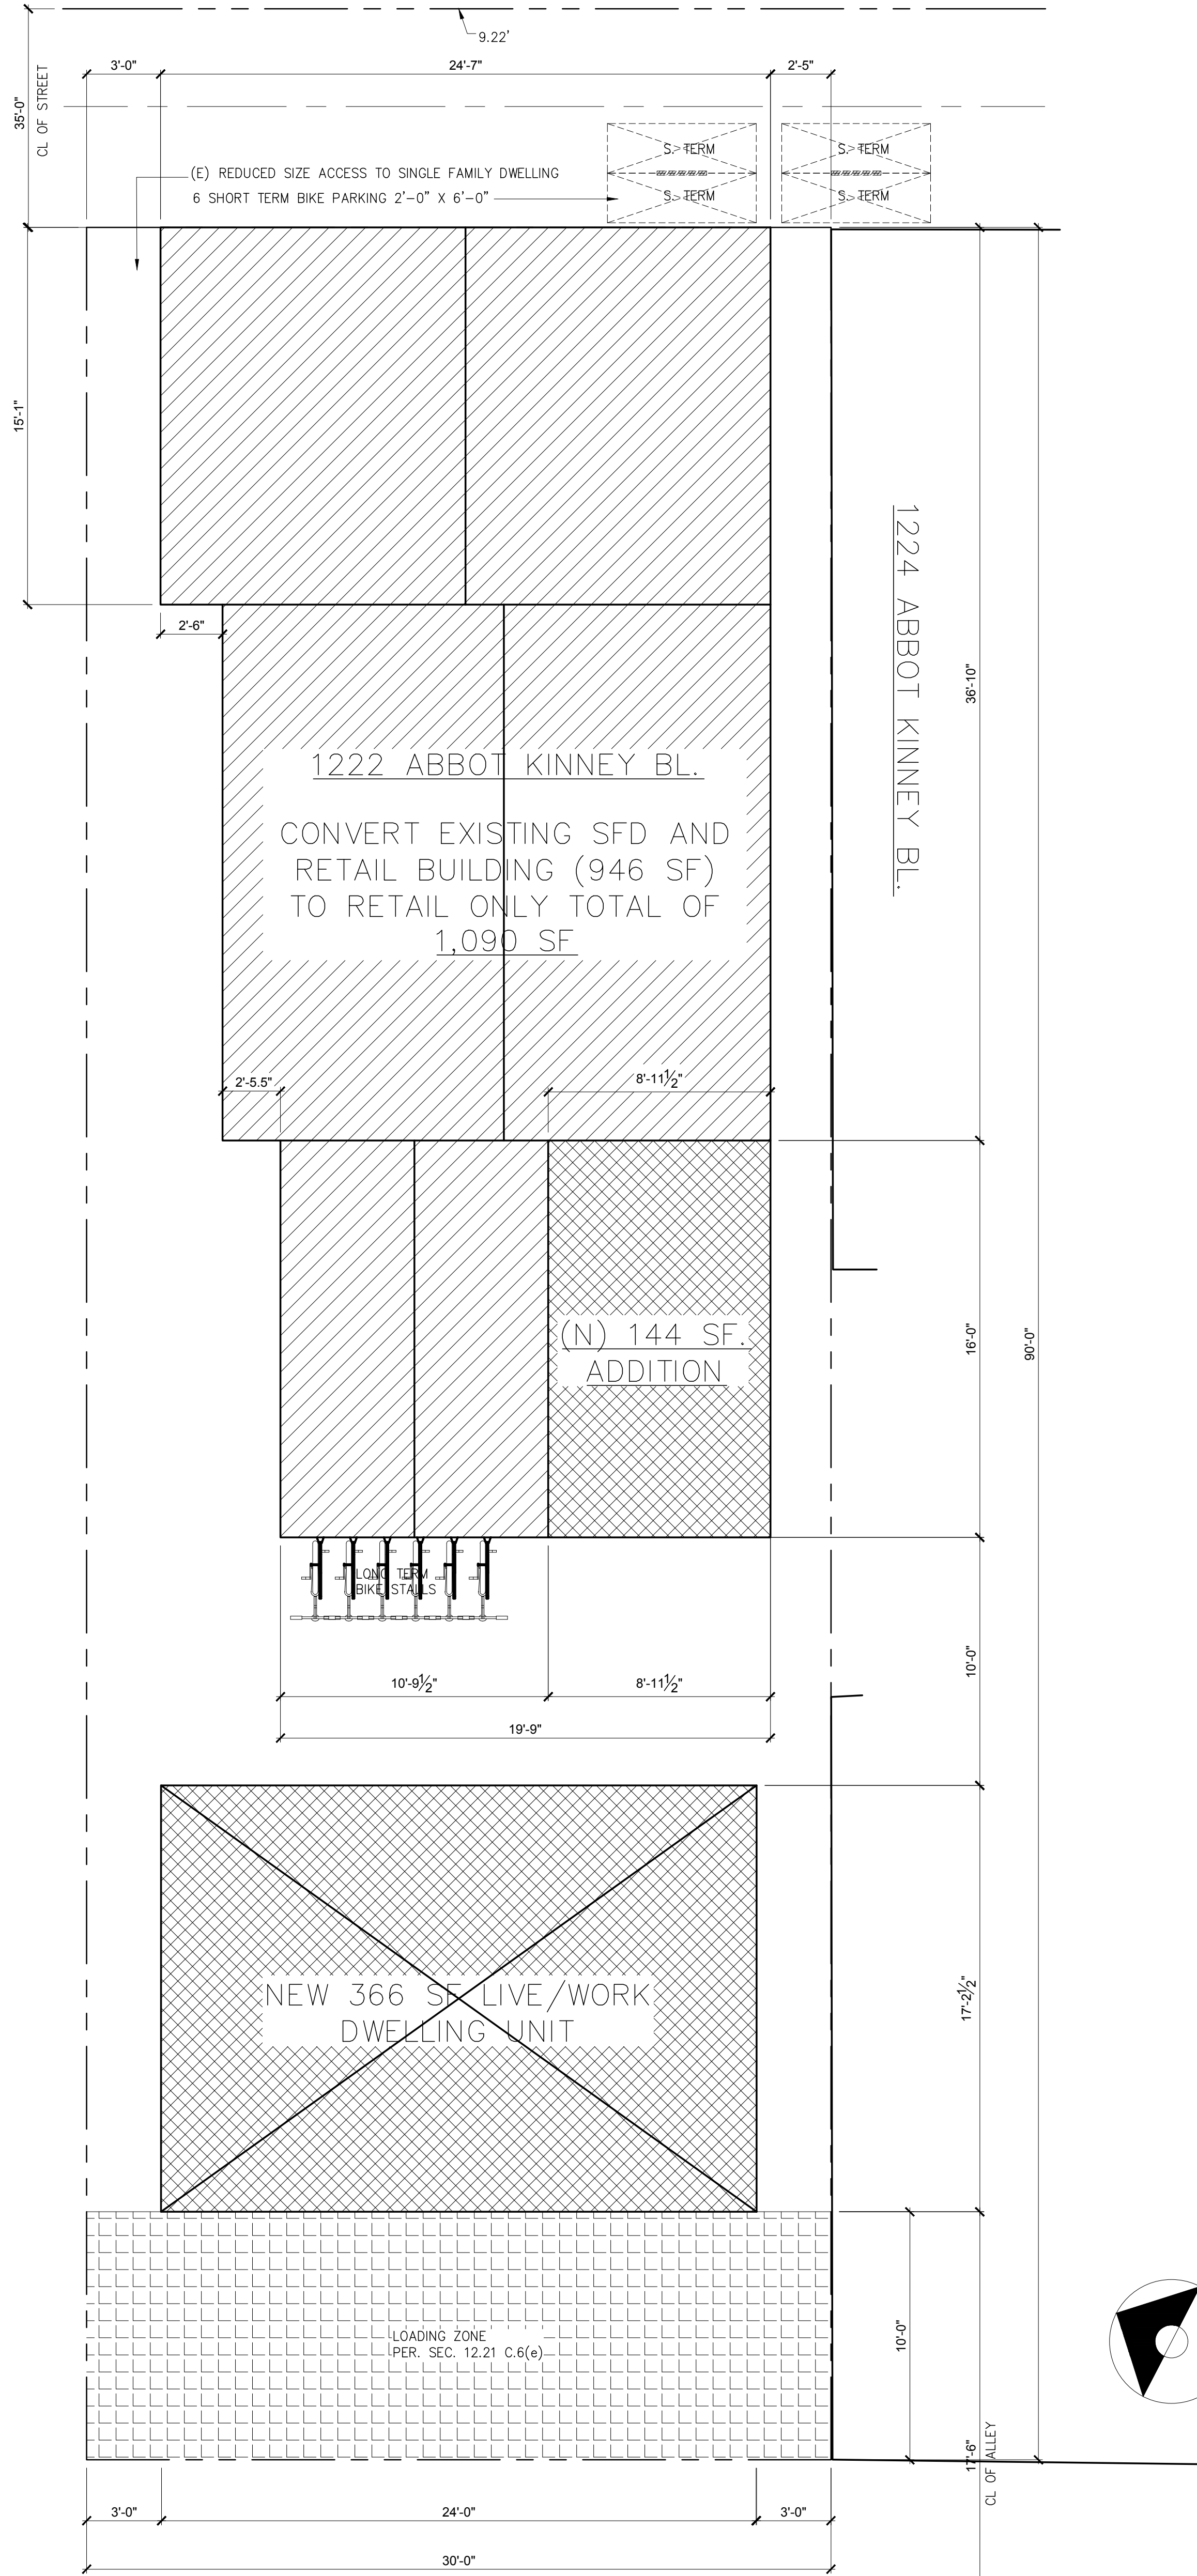 9.22'
3'-0"
24'-7"
2'-5"
35'-0"
CL OF STREET
S. TERM
S. TERM
S. TERM
S. TERM
(E) REDUCED SIZE ACCESS TO SINGLE FAMILY DWELLING
6 SHORT TERM BIKE PARKING 2'-0" X 6'-0"
15'-1"
1224 ABBOT KINNEY BL.
2'-6"
36'-10"
1222 ABBOT KINNEY BL.
CONVERT EXISTING SFD AND
RETAIL BUILDING (946 SF)
TO RETAIL ONLY TOTAL OF
1,090 SF
2'-5.5"
8'-11½"
(N) 144 SF.
ADDITION
16'-0"
90'-0"
LONG TERM
BIKE STALLS
10'-0"
10'-9½"
8'-11½"
19'-9"
NEW 366 SF LIVE/WORK
DWELLING UNIT
17'-2½"
LOADING ZONE
PER. SEC. 12.21 C.6(e)
10'-0"
17'-6"
CL OF ALLEY
3'-0"
24'-0"
3'-0"
30'-0"